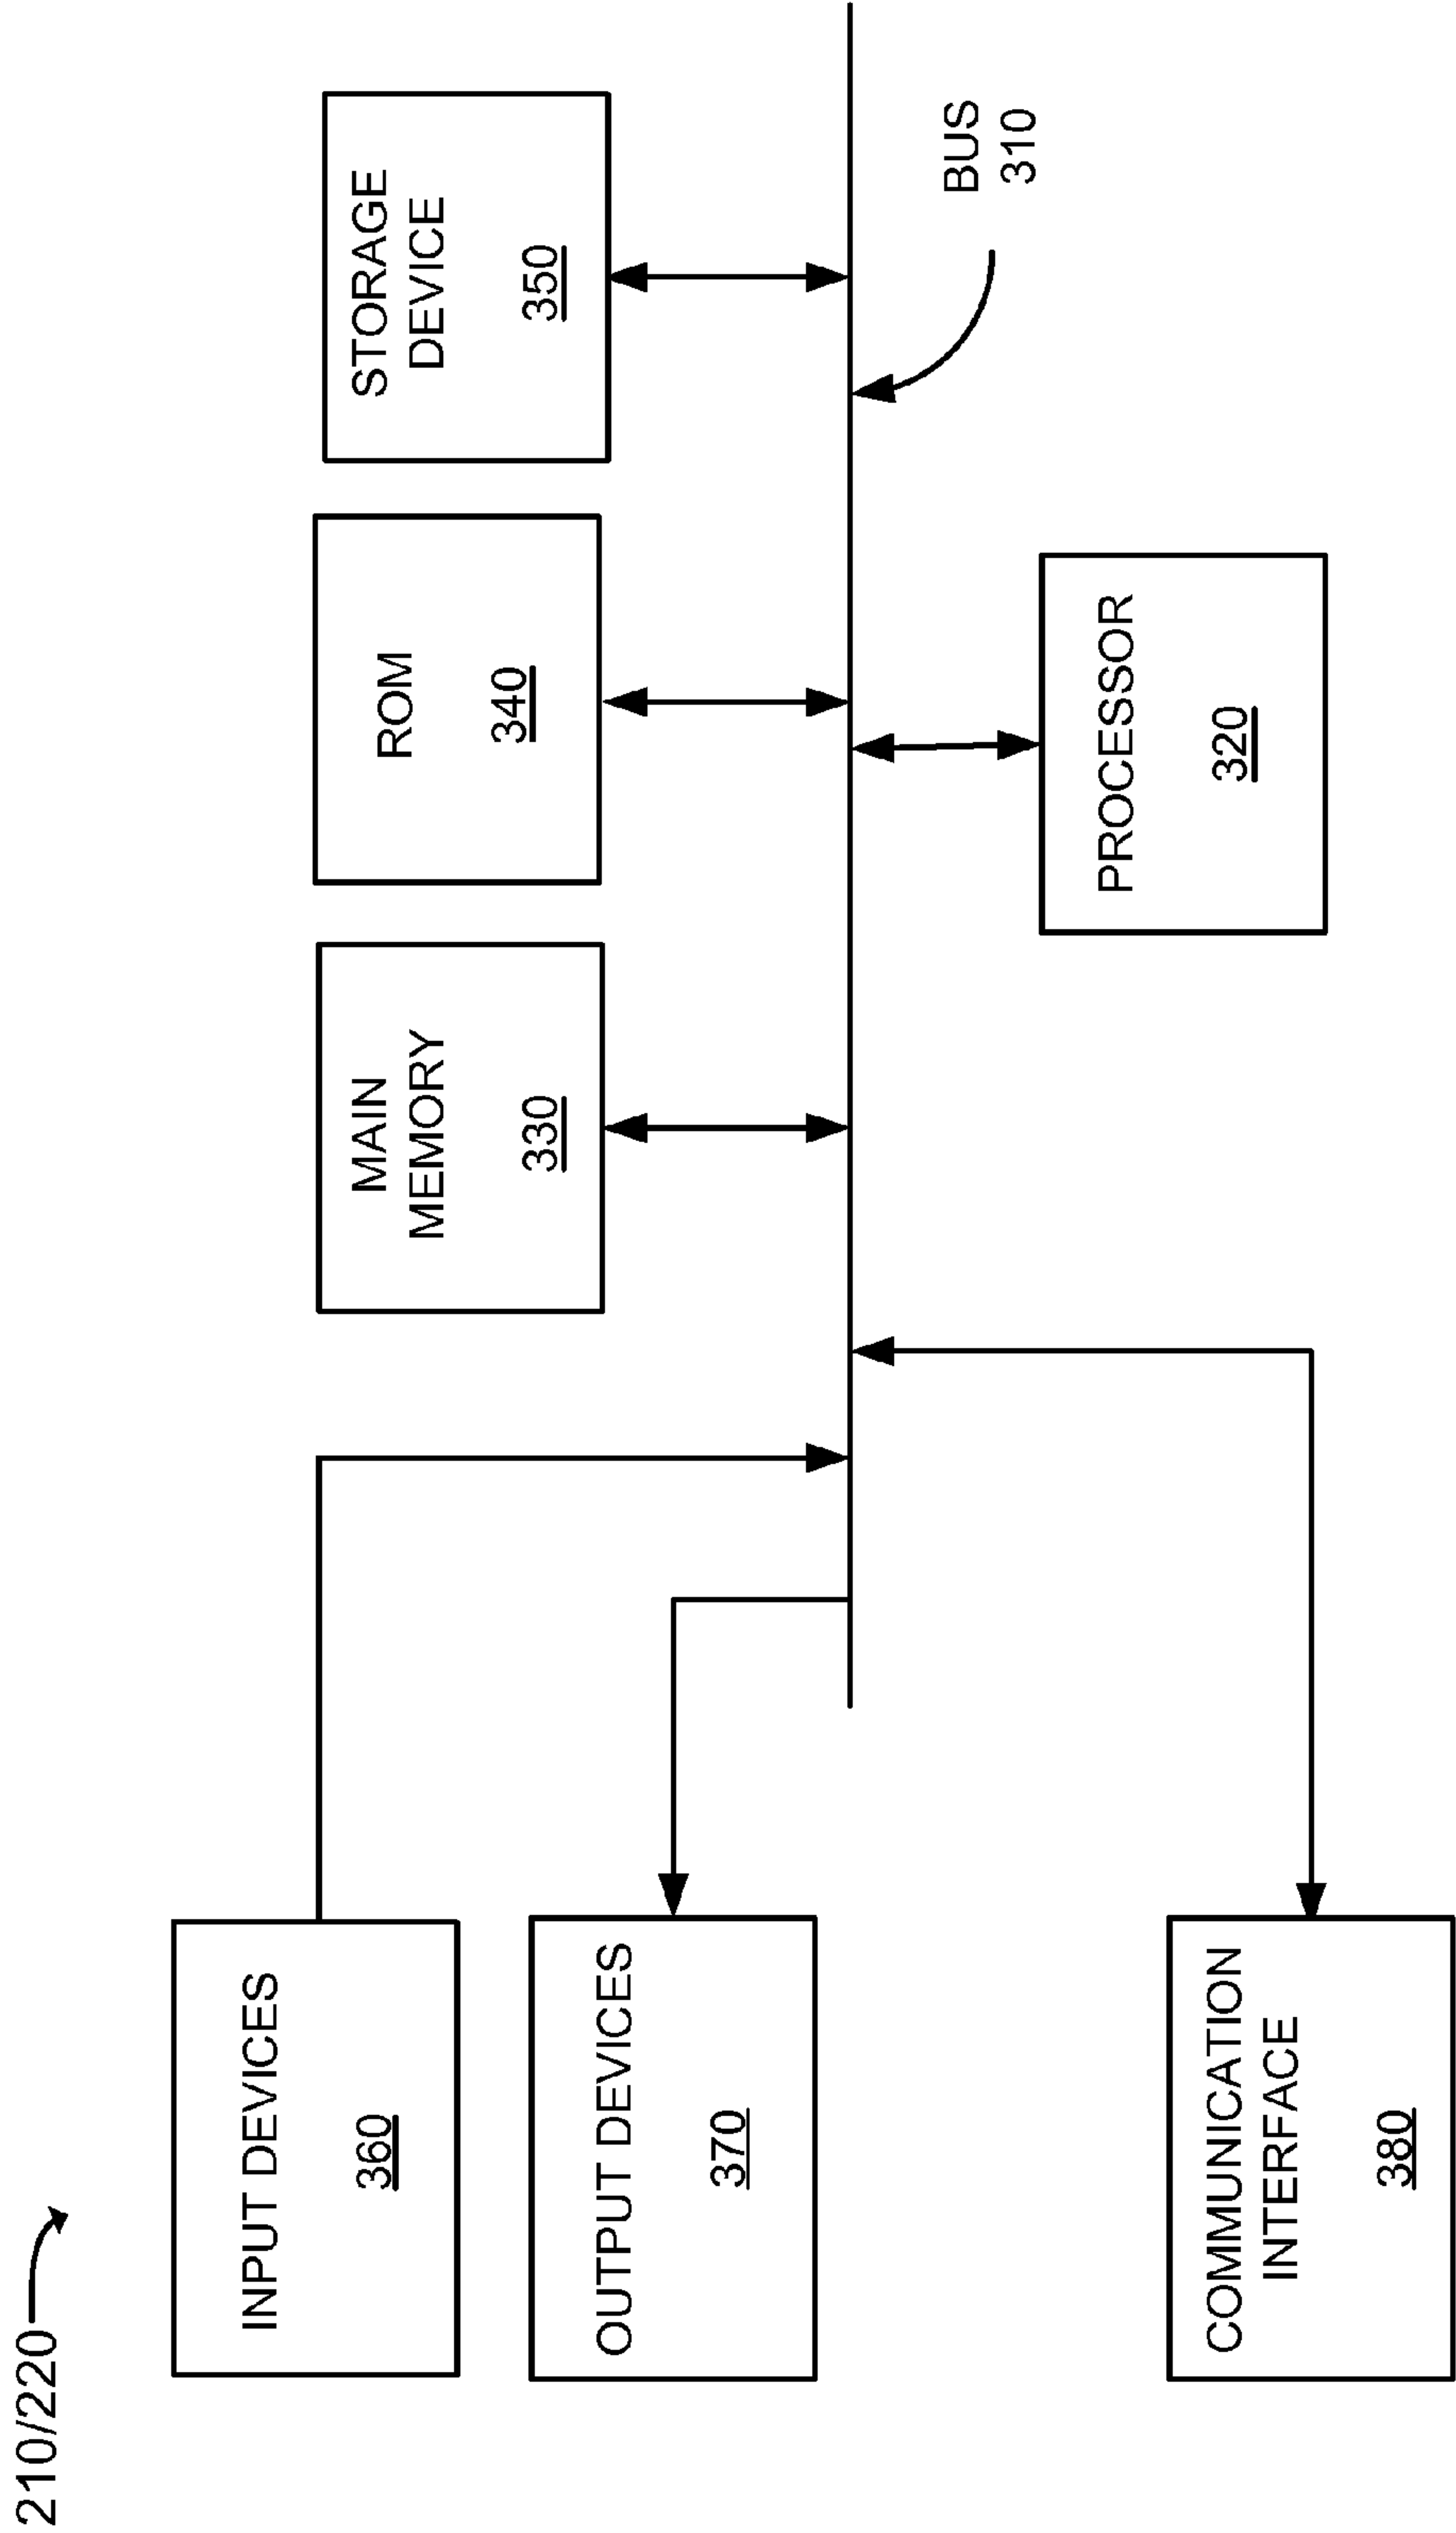 210/220
INPUT DEVICES
360
MAIN
MEMORY
330
ROM
340
STORAGE
DEVICE
350
OUTPUT DEVICES
370
BUS
310
COMMUNICATION
INTERFACE
380
PROCESSOR
320